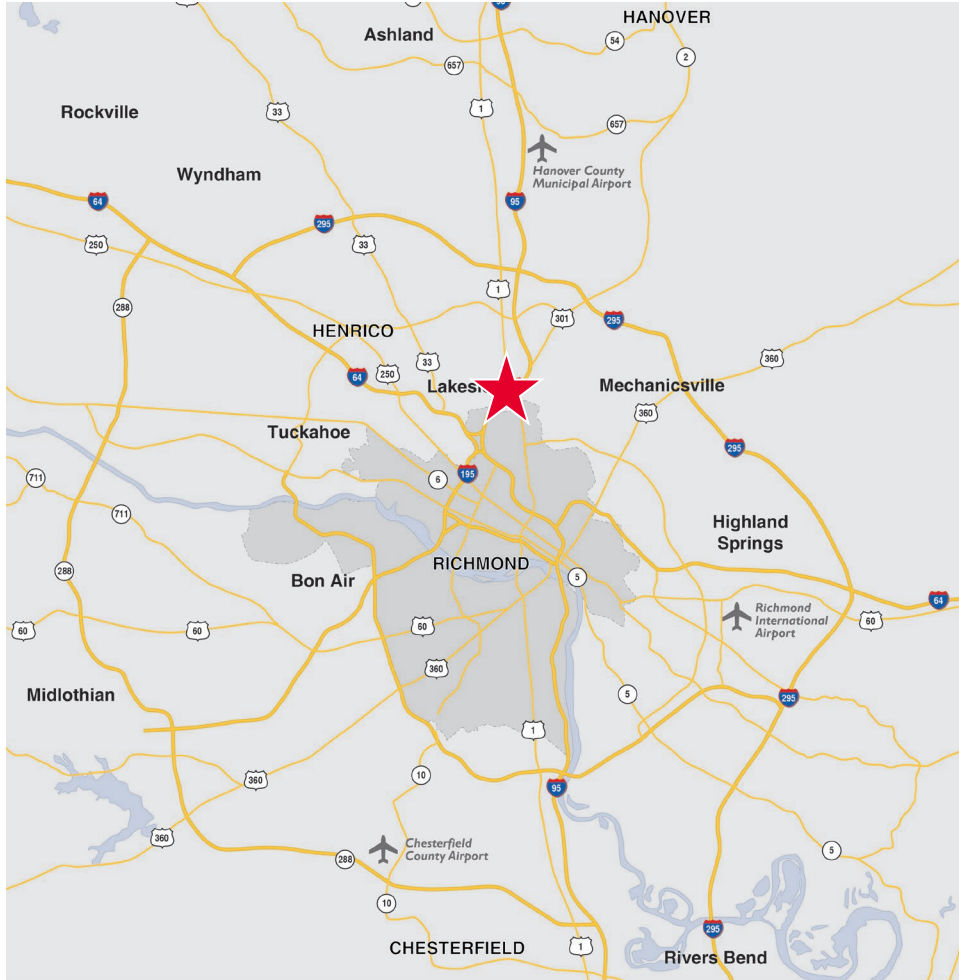 HANOVER
Ashland
54
2
657
Rockville
33
1
657
Hanover County
Municipal Airport
Wyndham
64
95
295
250
33
1
288
301
295
HENRICO
360
33
64
250
Lakesi
Mechanicsville
360
Tuckahoe
295
195
6
711
711
Highland
Springs
RICHMOND
288
Bon Air
5
64
Richmond
International
Airport
60
60
60
60
360
Midlothian
5
295
1
10
360
95
360
Chesterfield
County Airport
5
288
10
295
CHESTERFIELD
1
Rivers Bend